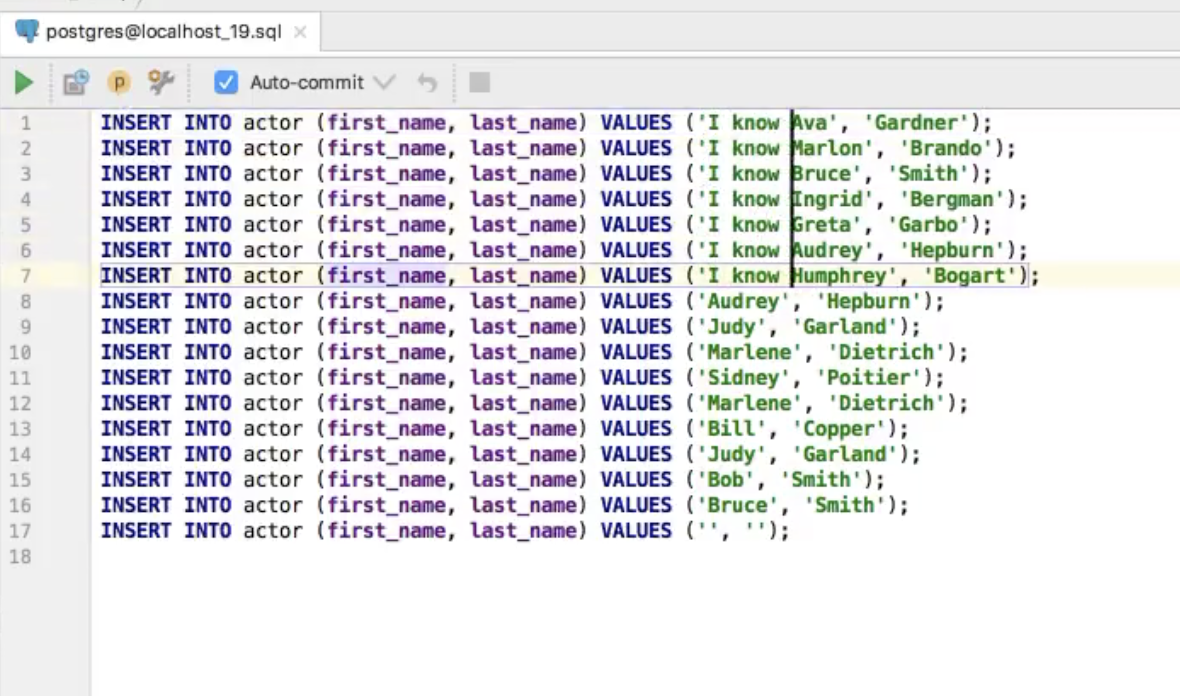 postgres@localhost_19.sql
p Auto-commit
1 INSERT INTO actor (first_name, last_name) VALUES ('I know Ava', 'Gardner');
2 INSERT INTO actor (first_name, last_name) VALUES ('I know Marlon', 'Brando');
3 INSERT INTO actor (first_name, last_name) VALUES ('I know Bruce', 'Smith');
4 INSERT INTO actor (first_name, last_name) VALUES ('I know Ingrid', 'Bergman');
5 INSERT INTO actor (first_name, last_name) VALUES ('I know Greta', 'Garbo');
6 INSERT INTO actor (first_name, last_name) VALUES ('I know Audrey', 'Hepburn');
7 INSERT INTO actor (first_name, last_name) VALUES ('I know Humphrey', 'Bogart');
8 INSERT INTO actor (first_name, last_name) VALUES ('Audrey', 'Hepburn');
9 INSERT INTO actor (first_name, last_name) VALUES ('Judy', 'Garland');
10 INSERT INTO actor (first_name, last_name) VALUES ('Marlene', 'Dietrich');
11 INSERT INTO actor (first_name, last_name) VALUES ('Sidney', 'Poitier');
12 INSERT INTO actor (first_name, last_name) VALUES ('Marlene', 'Dietrich');
13 INSERT INTO actor (first_name, last_name) VALUES ('Bill', 'Copper');
14 INSERT INTO actor (first_name, last_name) VALUES ('Judy', 'Garland');
15 INSERT INTO actor (first_name, last_name) VALUES ('Bob', 'Smith');
16 INSERT INTO actor (first_name, last_name) VALUES ('Bruce', 'Smith');
17 INSERT INTO actor (first_name, last_name) VALUES ('', '');
18